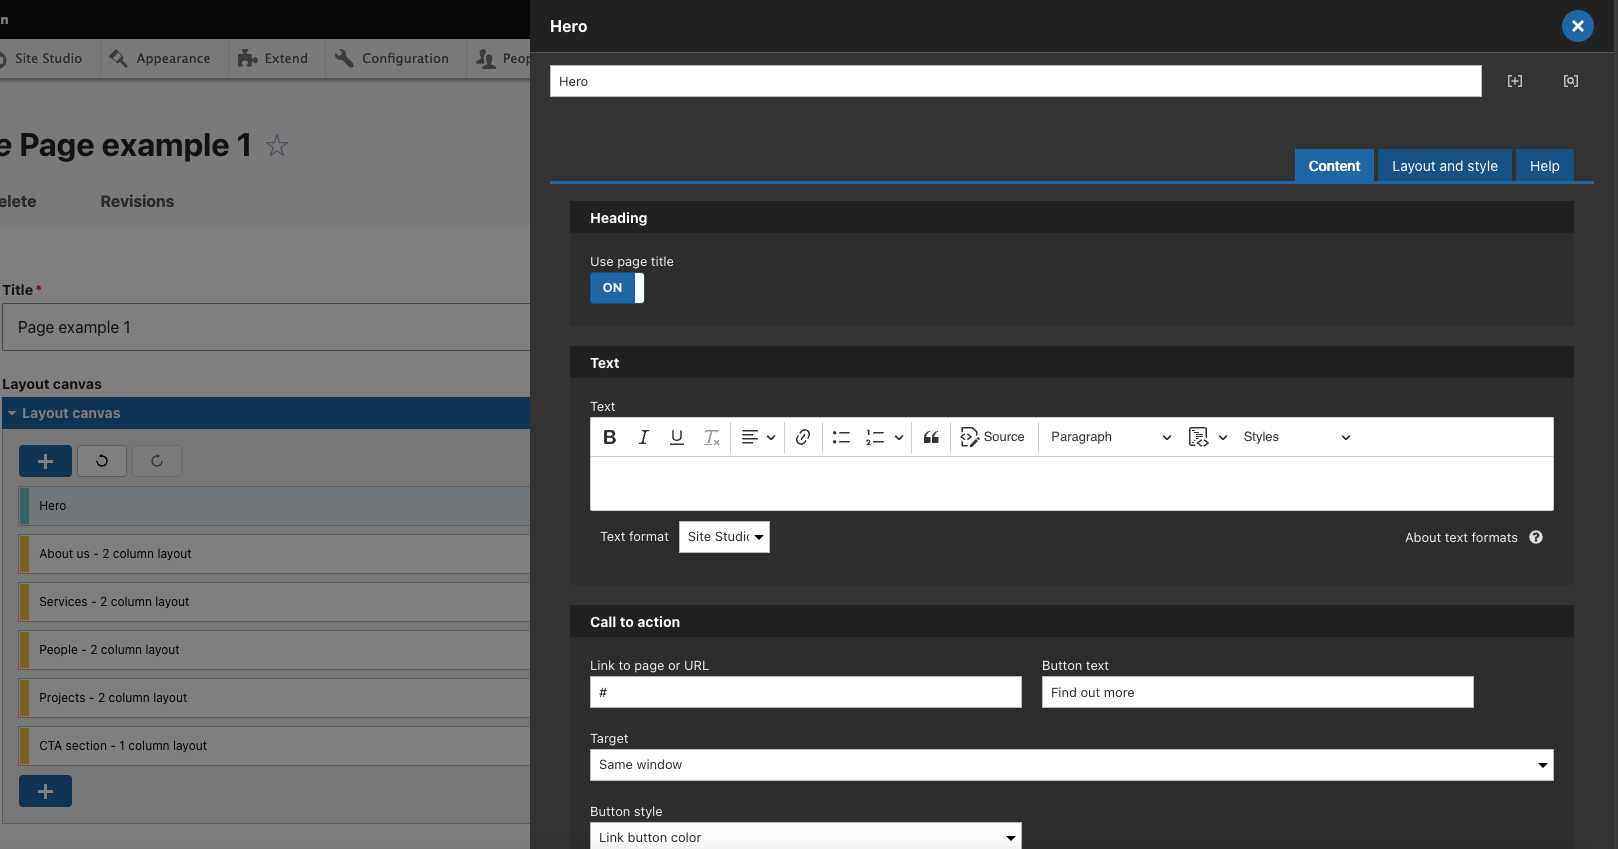 n
Site Studio
Appearance
Extend
Configuration
Peop
e Page example 1
elete
Revisions
Title*
Page example 1
Layout canvas
Layout canvas
Hero
About us - 2 column layout
Services - 2 column layout
People - 2 column layout
Projects - 2 column layout
CTA section - 1 column layout
Hero
Hero
Content
Layout and style
Help
Heading
Use page title
ON
Text
Text
Source
Paragraph
Styles
Text format
Site Studio
About text formats
Call to action
Link to page or URL
Button text
#
Find out more
Target
Same window
Button style
Link button color